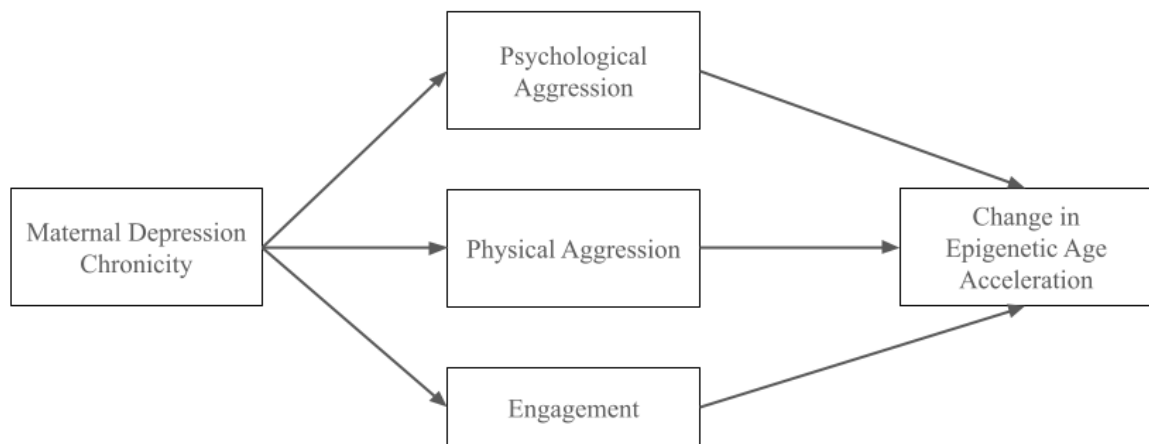 Psychological
Aggression
Maternal Depression
Chronicity
Physical Aggression
Change in
Epigenetic Age
Acceleration
Engagement